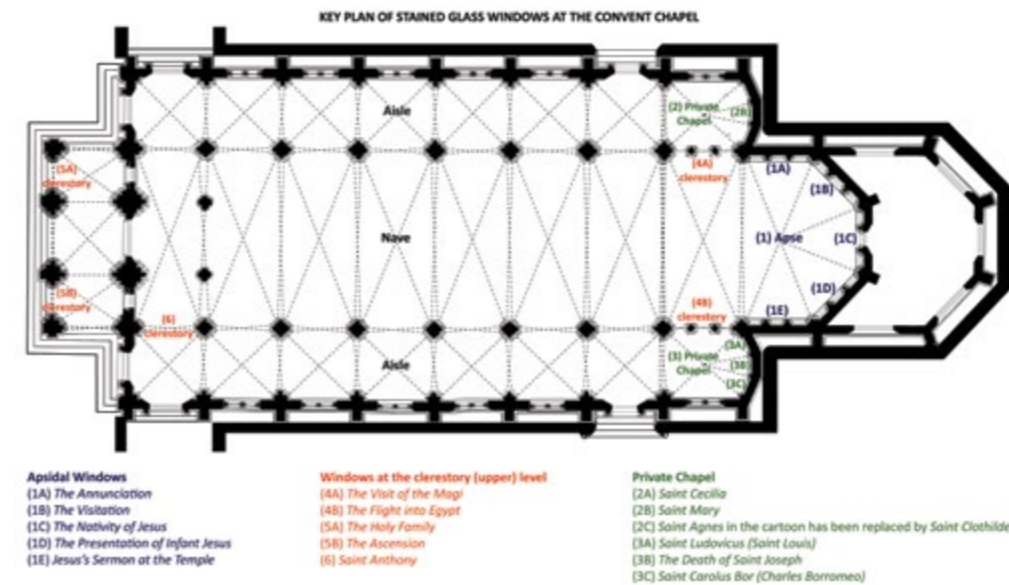 KEY PLAN OF STAINED GLASS WINDOWS AT THE CONVENT CHAPEL
Aisle
(2) Private
Chapel
(2B)
(5A)
clerestory
(4A)
clerestory
(1A)
(1B)
Nave
(1) Apse
(1C)
(5B)
clerestory
(6)
clerestory
(4B)
clerestory
(1D)
(1E)
Aisle
(3) Private
Chapel
(3A)
(3B)
(3C)
Apsidal Windows
(1A) The Annunciation
(1B) The Visitation
(1C) The Nativity of Jesus
(1D) The Presentation of Infant Jesus
(1E) Jesus's Sermon at the Temple
Windows at the clerestory (upper) level
(4A) The Visit of the Magi
(4B) The Flight into Egypt
(5A) The Holy Family
(5B) The Ascension
(6) Saint Anthony
Private Chapel
(2A) Saint Cecilia
(2B) Saint Mary
(2C) Saint Agnes in the cartoon has been replaced by Saint Clothilde
(3A) Saint Ludovicus (Saint Louis)
(3B) The Death of Saint Joseph
(3C) Saint Carolus Bor (Charles Borromeo)